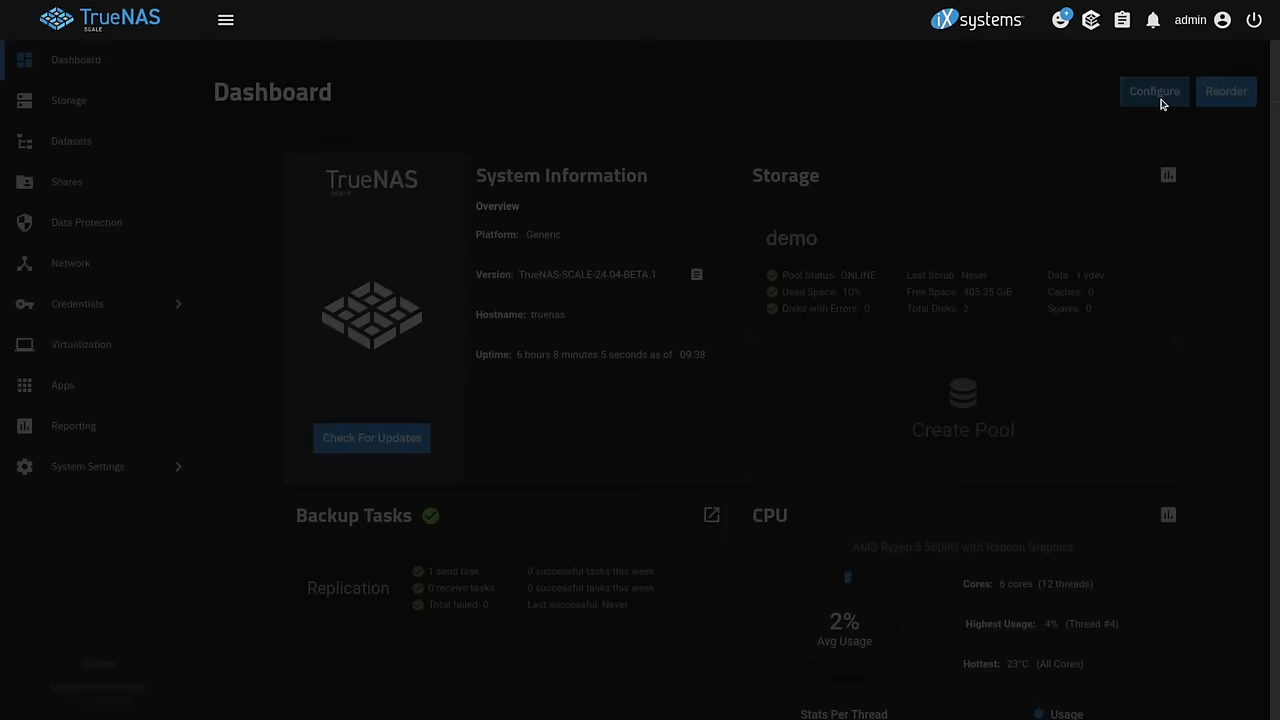 TrueNAS
SCALE
iXsystems
admin
Dashboard
Storage
Datasets
Shares
Data Protection
Network
Credentials
Virtualization
Apps
Reporting
System Settings
Dashboard
Configure
Reorder
TrueNAS
SCALE
Check For Updates
System Information
Overview
Platform: Generic
Version: TrueNAS-SCALE-24.04-BETA.1
Hostname: truenas
Uptime: 6 hours 8 minutes 5 seconds as of 09:38
Storage
demo
Pool Status: ONLINE
Used Space: 10%
Disks with Errors: 0
Last Scrub: Never
Free Space: 405.35 GiB
Total Disks: 2
Data: 1 vdev
Caches: 0
Spares: 0
Create Pool
Backup Tasks
Replication
1 send task
0 receive tasks
Total failed: 0
0 successful tasks this week
0 successful tasks this week
Last successful: Never
CPU
AMD Ryzen 5 5600G with Radeon Graphics
2%
Avg Usage
Cores: 6 cores (12 threads)
Highest Usage: 4% (Thread #4)
Hottest: 23°C (All Cores)
Stats Per Thread
Usage